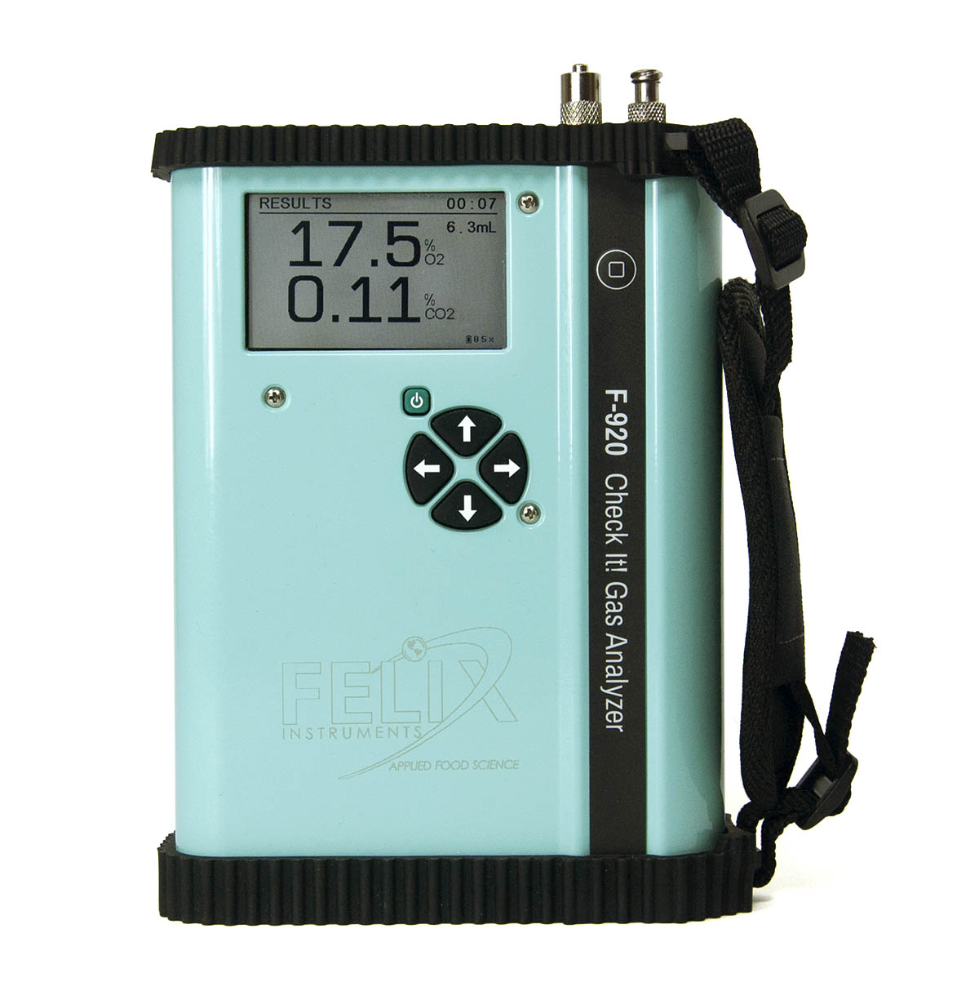 RESULTS 00:07
6.3mL
17.5 % O2
0.11 % CO2
85%
F-920 Check It! Gas Analyzer
FELIX
INSTRUMENTS
APPLIED FOOD SCIENCE